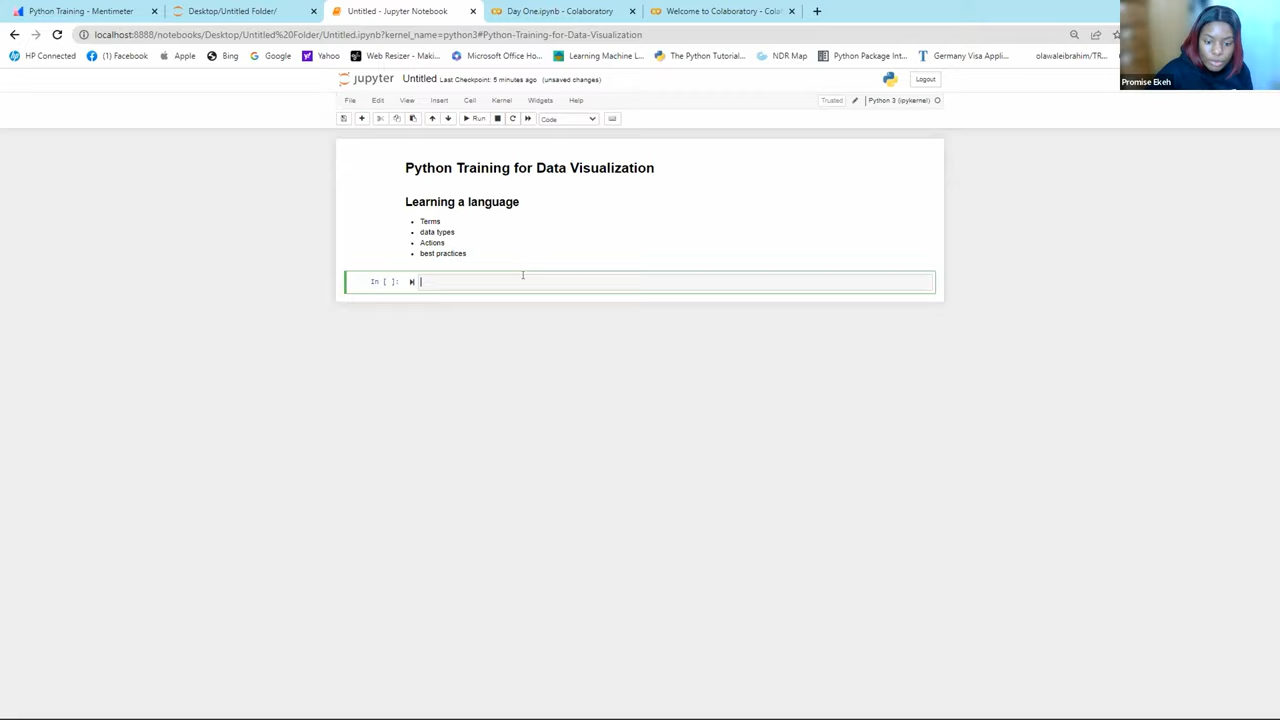 Python Training - Mentimeter
Desktop/Untitled Folder/
Untitled - Jupyter Notebook
Day One.ipynb - Colaboratory
Welcome to Colaboratory - Cola
localhost:8888/notebooks/Desktop/Untitled%20Folder/Untitled.ipynb?kernel_name=python3#Python-Training-for-Data-Visualization
HP Connected
(1) Facebook
Apple
Bing
Google
Yahoo
Web Resizer - Maki...
Microsoft Office Ho...
Learning Machine L...
The Python Tutorial...
NDR Map
Python Package Int...
Germany Visa Appli...
olawaleibrahim/TR...
Promise Ekeh
jupyter Untitled Last Checkpoint: 5 minutes ago (unsaved changes)
Logout
File Edit View Insert Cell Kernel Widgets Help
Trusted Python 3 (ipykernel)
Run Code
Python Training for Data Visualization
Learning a language
• Terms
• data types
• Actions
• best practices
In [ ]: